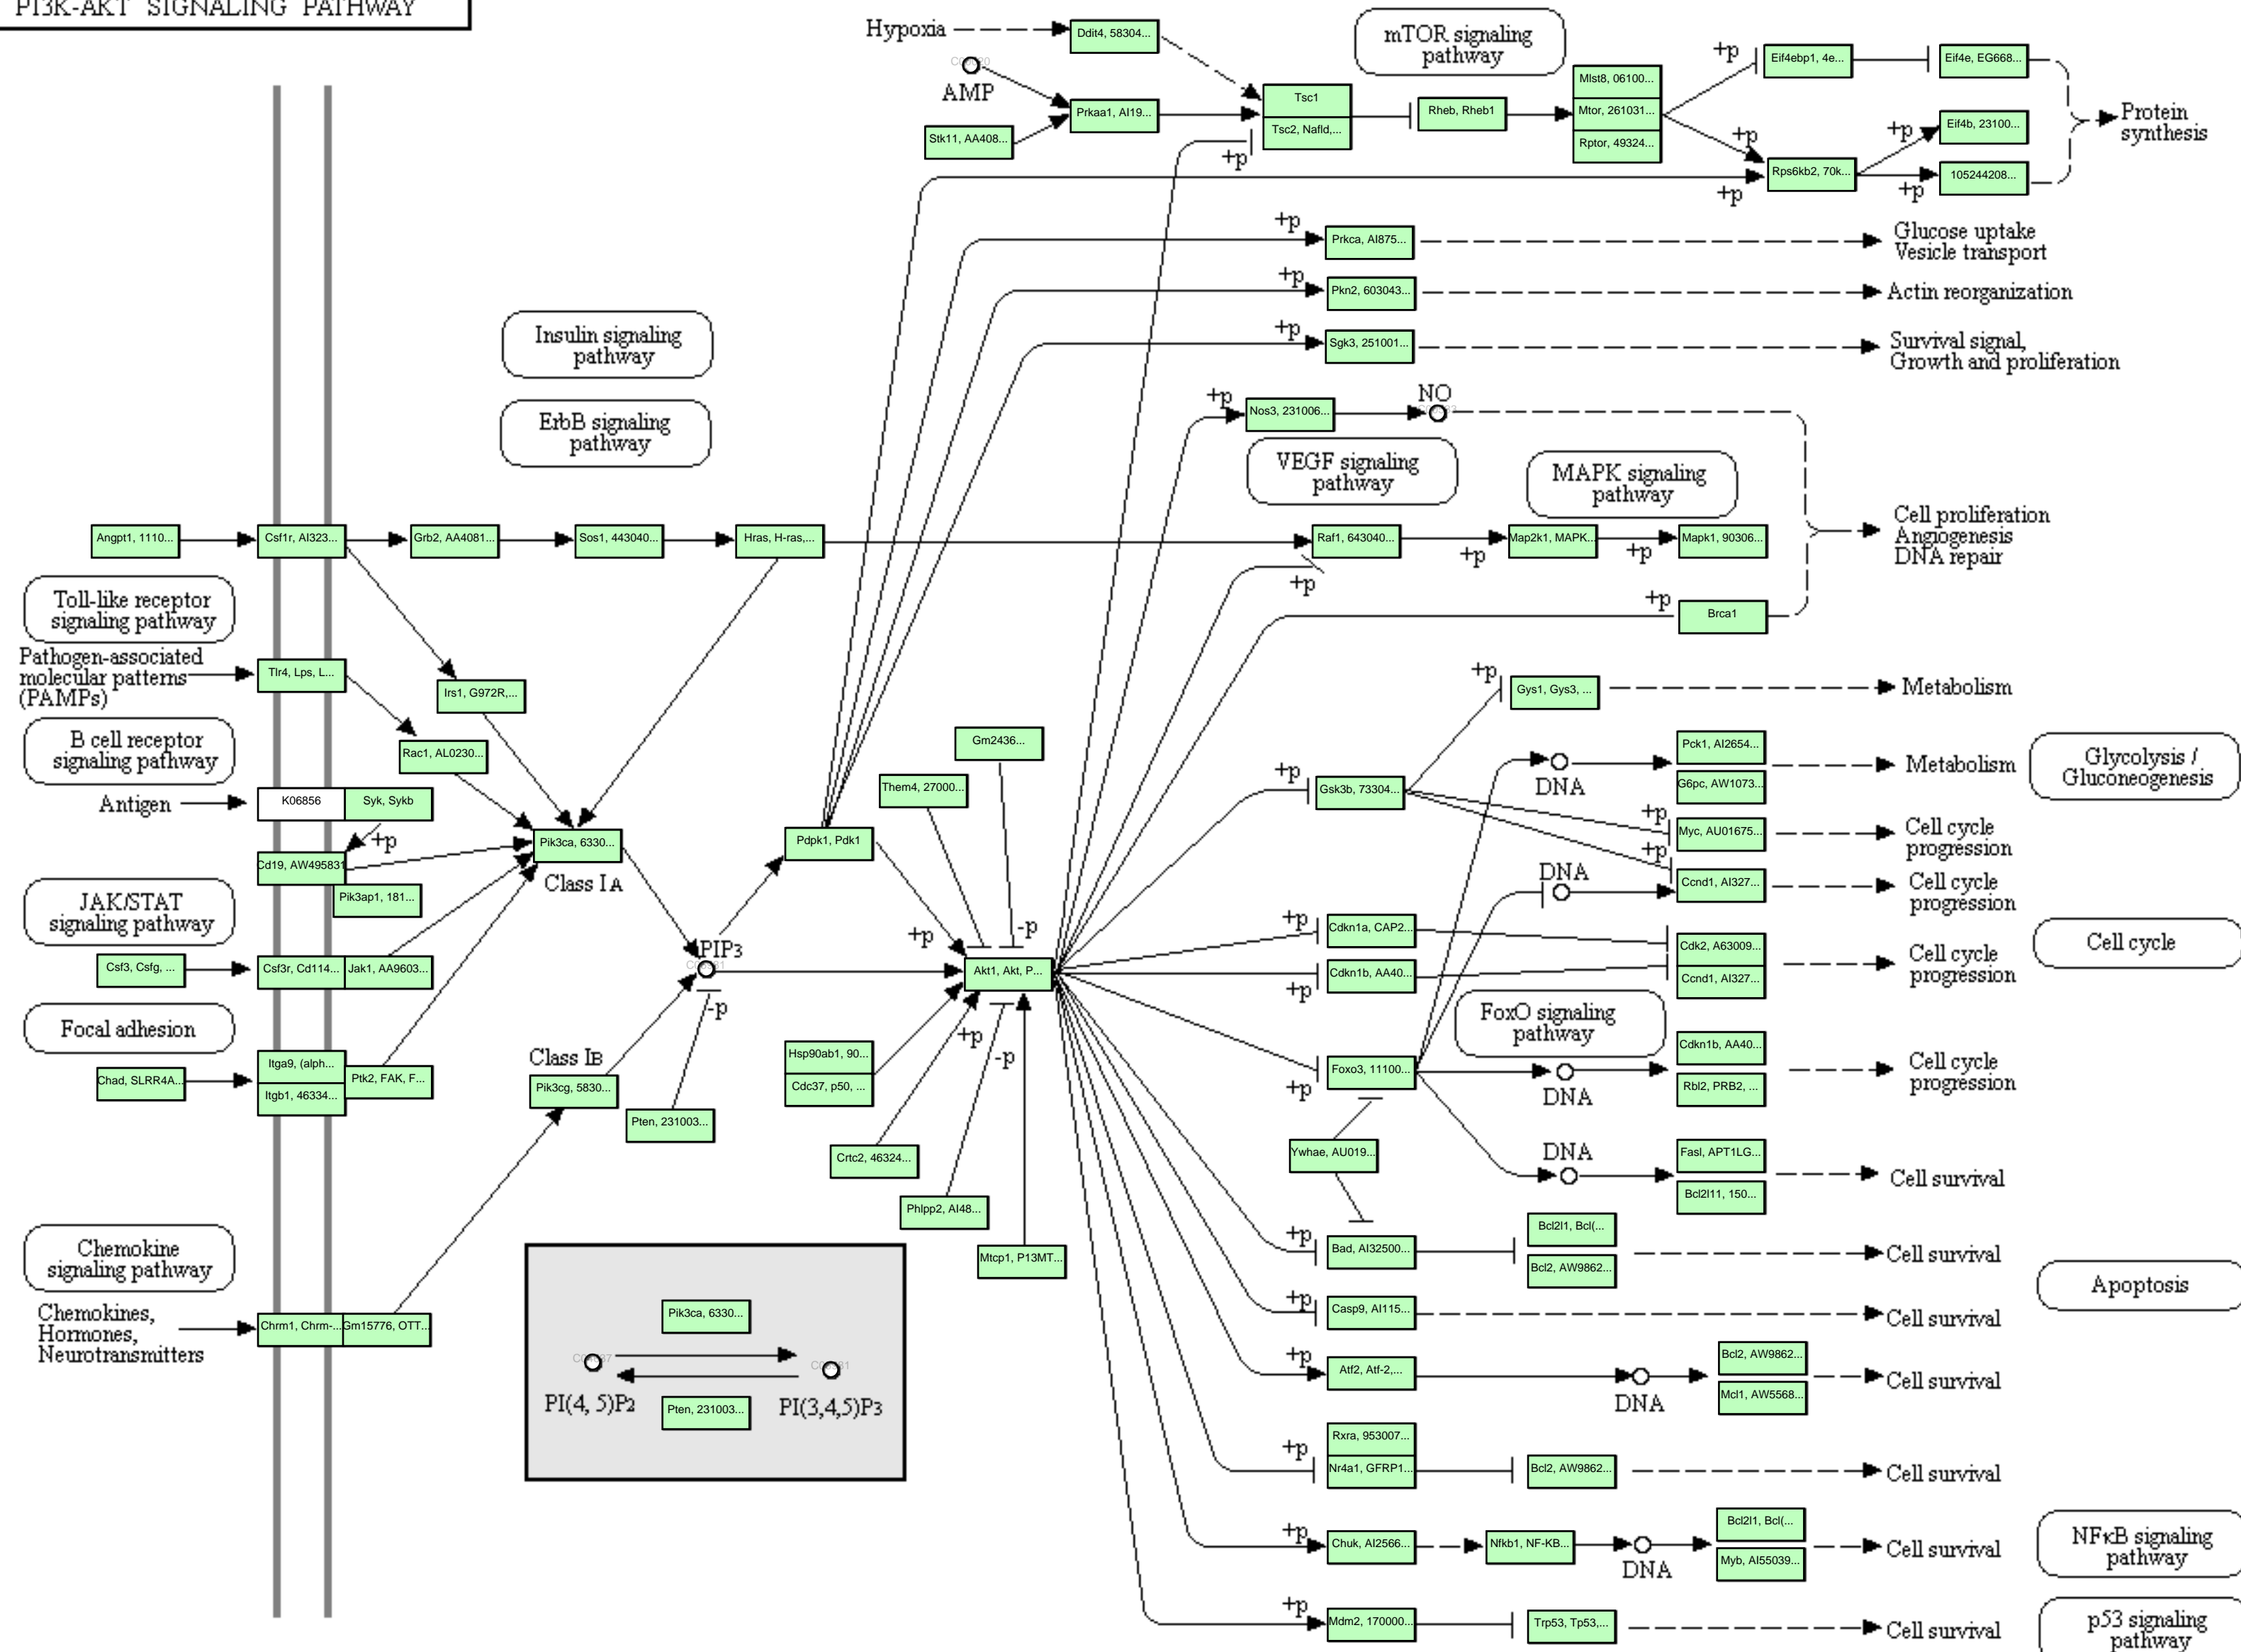 PI3K-AKT SIGNALING PATHWAY
Hypoxia
Ddit4, 58304...
mTOR signaling
pathway
+p
Eif4ebp1, 4e...
Eif4e, EG668...
AMP
Prkaa1, AI19...
Stk11, AA408...
Tsc1
Tsc2, Nafld,...
+p
Rheb, Rheb1
Mlst8, 06100...
Mtor, 261031...
Rptor, 49324...
+p
Rps6kb2, 70k...
+p
+p
Eif4b, 23100...
+p
105244208...
Protein
synthesis
+p
Prkca, AI875...
Glucose uptake
Vesicle transport
+p
Pkn2, 603043...
Actin reorganization
+p
Sgk3, 251001...
Survival signal,
Growth and proliferation
Insulin signaling
pathway
ErbB signaling
pathway
+p
Nos3, 231006...
NO
VEGF signaling
pathway
MAPK signaling
pathway
Angpt1, 1110...
Csf1r, AI323...
Grb2, AA4081...
Sos1, 443040...
Hras, H-ras,...
Raf1, 643040...
+p
Map2k1, MAPK...
+p
Mapk1, 90306...
+p
Cell proliferation
Angiogenesis
DNA repair
+p
Brca1
Toll-like receptor
signaling pathway
Pathogen-associated
molecular patterns
(PAMPs)
Tlr4, Lps, L...
Irs1, G972R,...
Rac1, AL0230...
B cell receptor
signaling pathway
Antigen
K06856
Syk, Sykb
+p
Cd19, AW495831
Pik3ap1, 181...
Pik3ca, 6330...
Class IA
Pdpk1, Pdk1
Them4, 27000...
Gm2436...
+p
-p
+p
Gys1, Gys3, ...
Metabolism
+p
Gsk3b, 73304...
DNA
Pck1, AI2654...
G6pc, AW1073...
Metabolism
Glycolysis /
Gluconeogenesis
+p
Myc, AU01675...
Cell cycle
progression
+p
DNA
Ccnd1, AI327...
Cell cycle
progression
JAK/STAT
signaling pathway
Csf3, Csfg, ...
Csf3r, Cd114...
Jak1, AA9603...
PIP3
Akt1, Akt, P...
-p
+p
Cdkn1a, CAP2...
Cdkn1b, AA40...
+p
Cdk2, A63009...
Ccnd1, AI327...
Cell cycle
progression
Cell cycle
Focal adhesion
Chad, SLRR4A...
Itga9, (alph...
Itgb1, 46334...
Ptk2, FAK, F...
Class IB
Pik3cg, 5830...
Pten, 231003...
Hsp90ab1, 90...
Cdc37, p50, ...
+p
-p
Crtc2, 46324...
Phlpp2, AI48...
Mtcp1, P13MT...
FoxO signaling
pathway
Foxo3, 11100...
+p
DNA
Cdkn1b, AA40...
Rbl2, PRB2, ...
Cell cycle
progression
Ywhae, AU019...
DNA
Fasl, APT1LG...
Bcl2l11, 150...
Cell survival
+p
Bad, AI32500...
Bcl2l1, Bcl(...
Bcl2, AW9862...
Cell survival
Apoptosis
+p
Casp9, AI115...
Cell survival
Chemokine
signaling pathway
Chemokines,
Hormones,
Neurotransmitters
Chrm1, Chrm-...
Gm15776, OTT...
Pik3ca, 6330...
PI(4, 5)P2
PI(3,4,5)P3
Pten, 231003...
+p
Atf2, Atf-2,...
DNA
Bcl2, AW9862...
Mcl1, AW5568...
Cell survival
+p
Rxra, 953007...
Nr4a1, GFRP1...
Bcl2, AW9862...
Cell survival
+p
Chuk, AI2566...
Nfkb1, NF-KB...
DNA
Bcl2l1, Bcl(...
Myb, AI55039...
Cell survival
NFκB signaling
pathway
+p
Mdm2, 170000...
Trp53, Tp53,...
Cell survival
p53 signaling
pathway